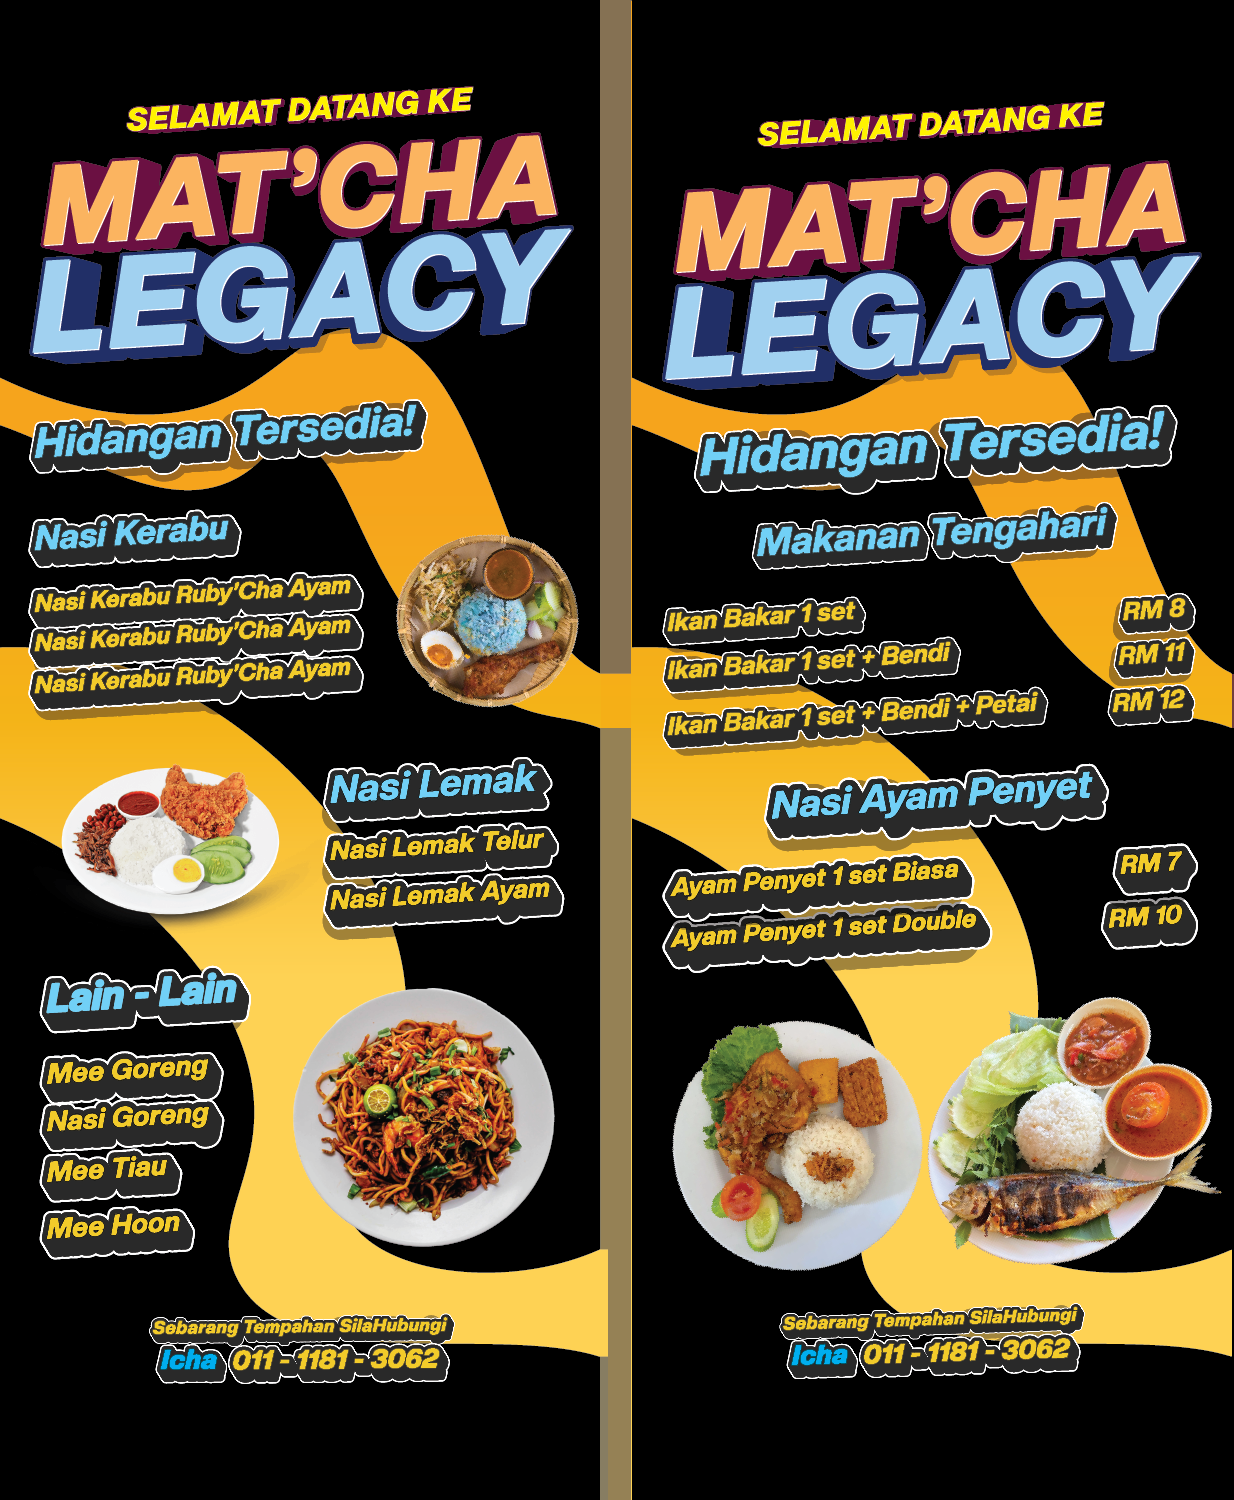 SELAMAT DATANG KE
MAT'CHA
LEGACY
Hidangan Tersedia!
Nasi Kerabu
Nasi Kerabu Ruby'Cha Ayam
Nasi Kerabu Ruby'Cha Ayam
Nasi Kerabu Ruby'Cha Ayam
Nasi Lemak
Nasi Lemak Telur
Nasi Lemak Ayam
Lain - Lain
Mee Goreng
Nasi Goreng
Mee Tiau
Mee Hoon
Sebarang Tempahan SilaHubungi
Icha 011 - 1181 - 3062
SELAMAT DATANG KE
MAT'CHA
LEGACY
Hidangan Tersedia!
Makanan Tengahari
Ikan Bakar 1 set RM 8
Ikan Bakar 1 set + Bendi RM 11
Ikan Bakar 1 set + Bendi + Petai RM 12
Nasi Ayam Penyet
Ayam Penyet 1 set Biasa RM 7
Ayam Penyet 1 set Double RM 10
Sebarang Tempahan SilaHubungi
Icha 011 - 1181 - 3062